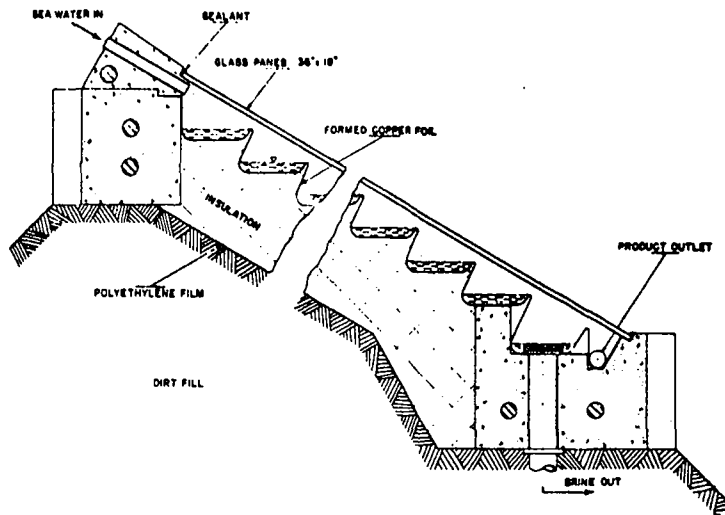 SEA WATER IN
SEALANT
GLASS PANES 36"x 18"
FORMED COPPER FOIL
INSULATION
PRODUCT OUTLET
POLYETHYLENE FILM
DIRT FILL
BRINE OUT